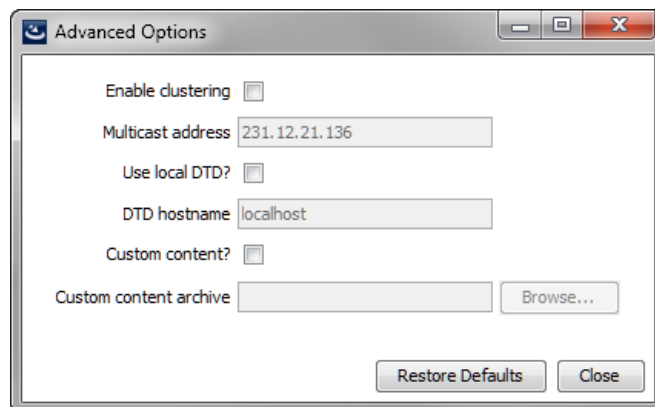 Advanced Options
Enable clustering
Multicast address 231.12.21.136
Use local DTD?
DTD hostname localhost
Custom content?
Custom content archive Browse...
Restore Defaults Close